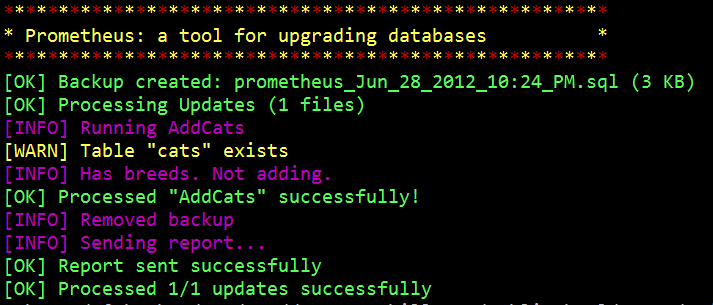 *******************************************************
* Prometheus: a tool for upgrading databases          *
*******************************************************
[OK] Backup created: prometheus_Jun_28_2012_10:24_PM.sql (3 KB)
[OK] Processing Updates (1 files)
[INFO] Running AddCats
[WARN] Table "cats" exists
[INFO] Has breeds. Not adding.
[OK] Processed "AddCats" successfully!
[INFO] Removed backup
[INFO] Sending report...
[OK] Report sent successfully
[OK] Processed 1/1 updates successfully